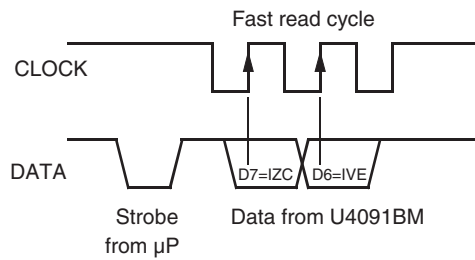 Fast read cycle
CLOCK
DATA
D7=IZC D6=IVE
Strobe
from µP
Data from U4091BM